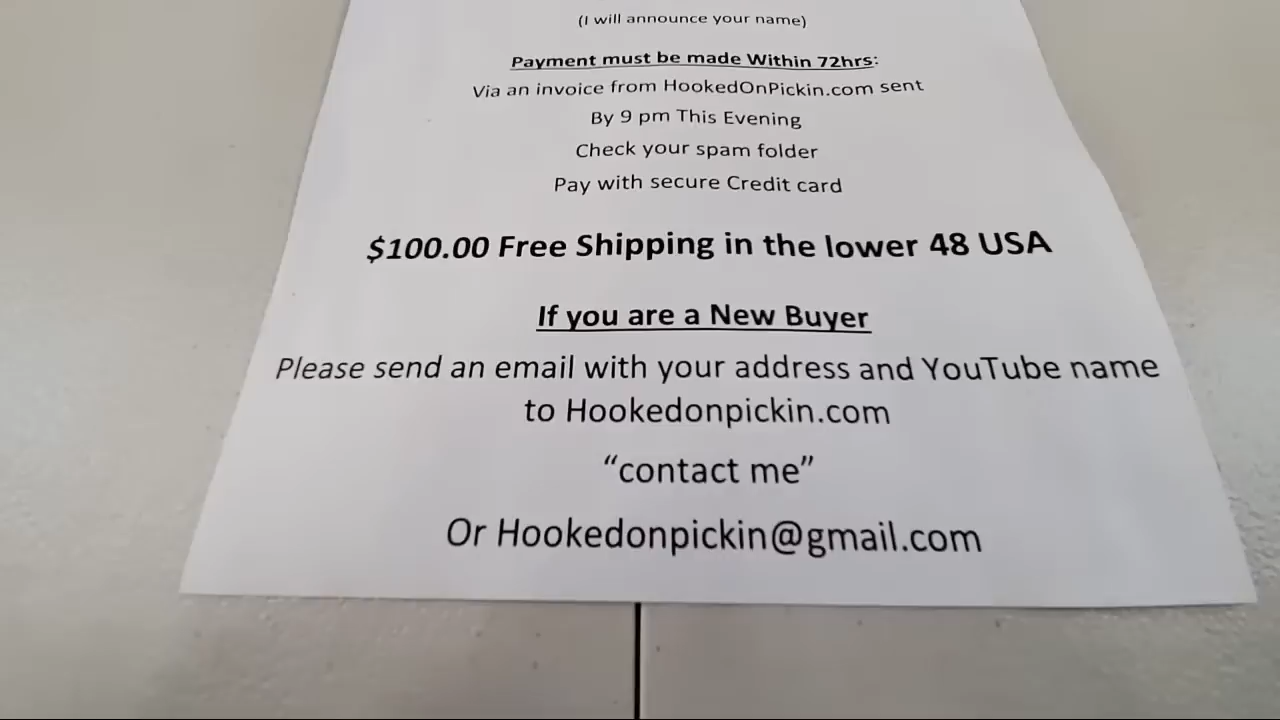 (I will announce your name)
Payment must be made Within 72hrs:
Via an invoice from HookedOnPickin.com sent
By 9 pm This Evening
Check your spam folder
Pay with secure Credit card
$100.00 Free Shipping in the lower 48 USA
If you are a New Buyer
Please send an email with your address and YouTube name
to Hookedonpickin.com
“contact me”
Or Hookedonpickin@gmail.com